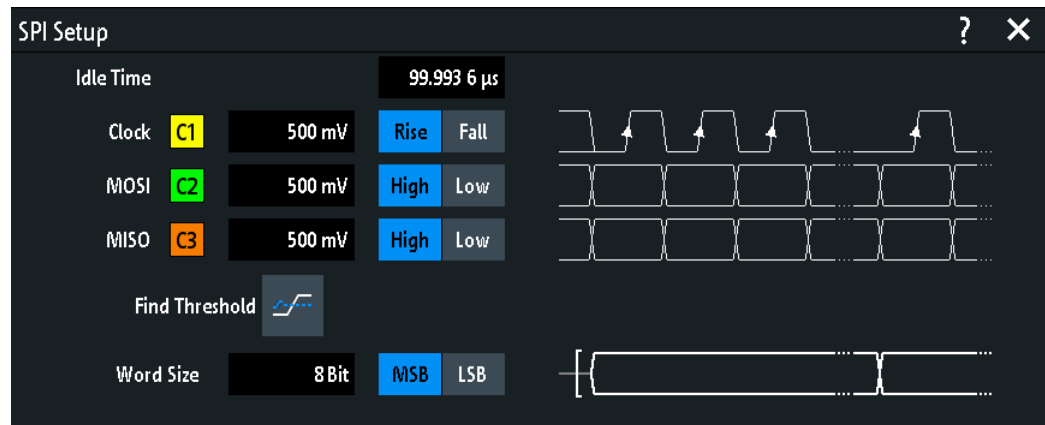 SPI Setup ? ×
Idle Time 99.993 6 µs
Clock C1 500 mV Rise Fall
MOSI C2 500 mV High Low
MISO C3 500 mV High Low
Find Threshold
Word Size 8 Bit MSB LSB